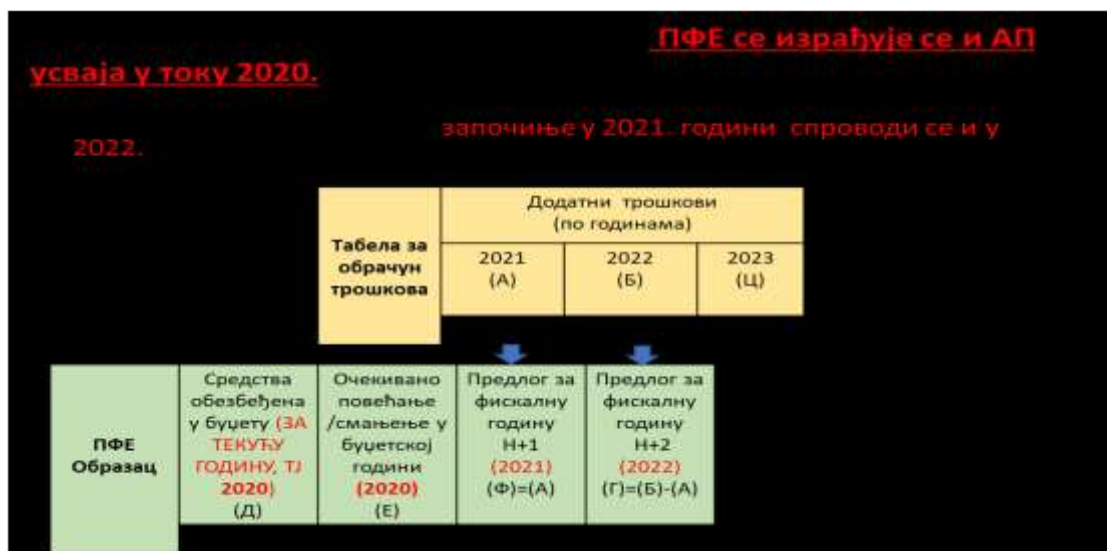 ПФЕ се израђује се и АП
усваја у току 2020.
започиње у 2021. години спроводи се и у
2022.
Табела за
обрачун
трошкова
Додатни трошкови
(по годинама)
2021
(А)
2022
(Б)
2023
(Ц)
ПФЕ
Образац
Средства
обезбеђена
у буџету (ЗА
ТЕКУЋУ
ГОДИНУ, ТЈ
2020)
(Д)
Очекивано
повећање
/смањење у
буџетској
години
(2020)
(Е)
Предлог за
фискалну
годину
Н+1
(2021)
(Ф)=(А)
Предлог за
фискалну
годину
Н+2
(2022)
(Г)=(Б)-(А)